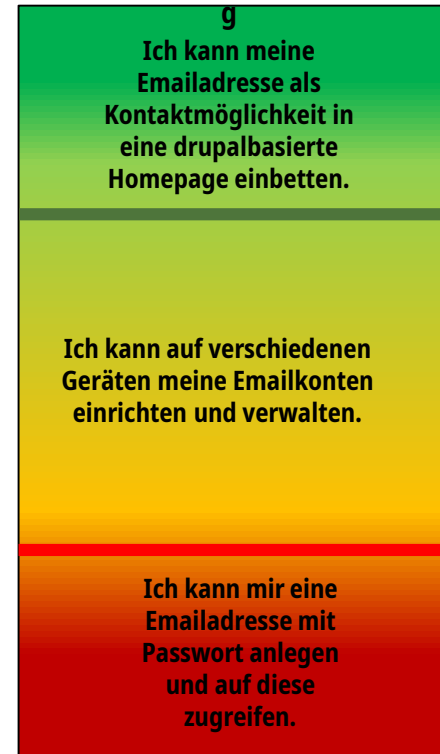 g
Ich kann meine
Emailadresse als
Kontaktmöglichkeit in
eine drupalbasierte
Homepage einbetten.
Ich kann auf verschiedenen
Geräten meine Emailkonten
einrichten und verwalten.
Ich kann mir eine
Emailadresse mit
Passwort anlegen
und auf diese
zugreifen.